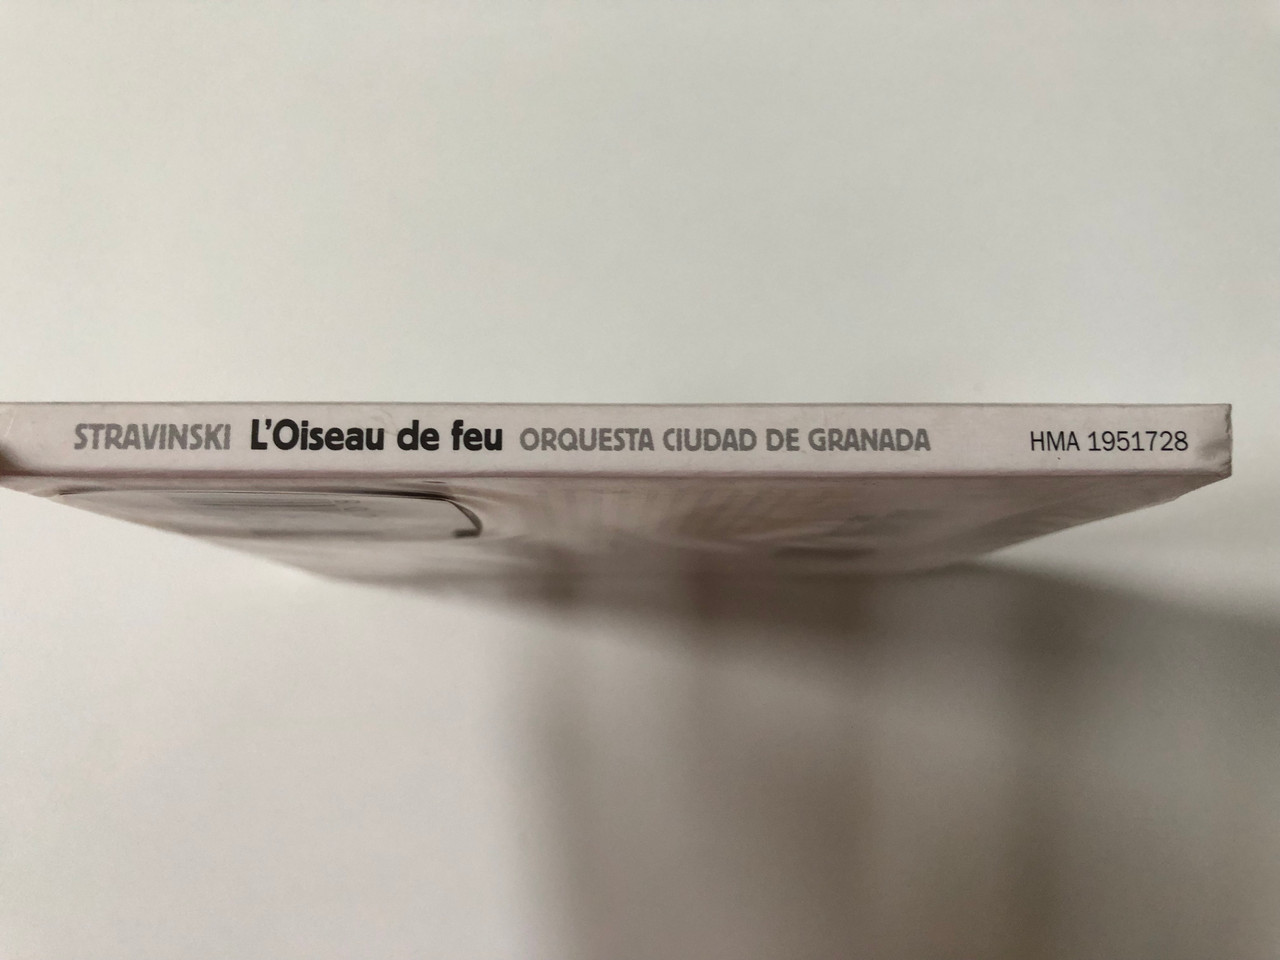 STRAVINSKI L'Oiseau de feu ORQUESTA CIUDAD DE GRANADA HMA 1951728